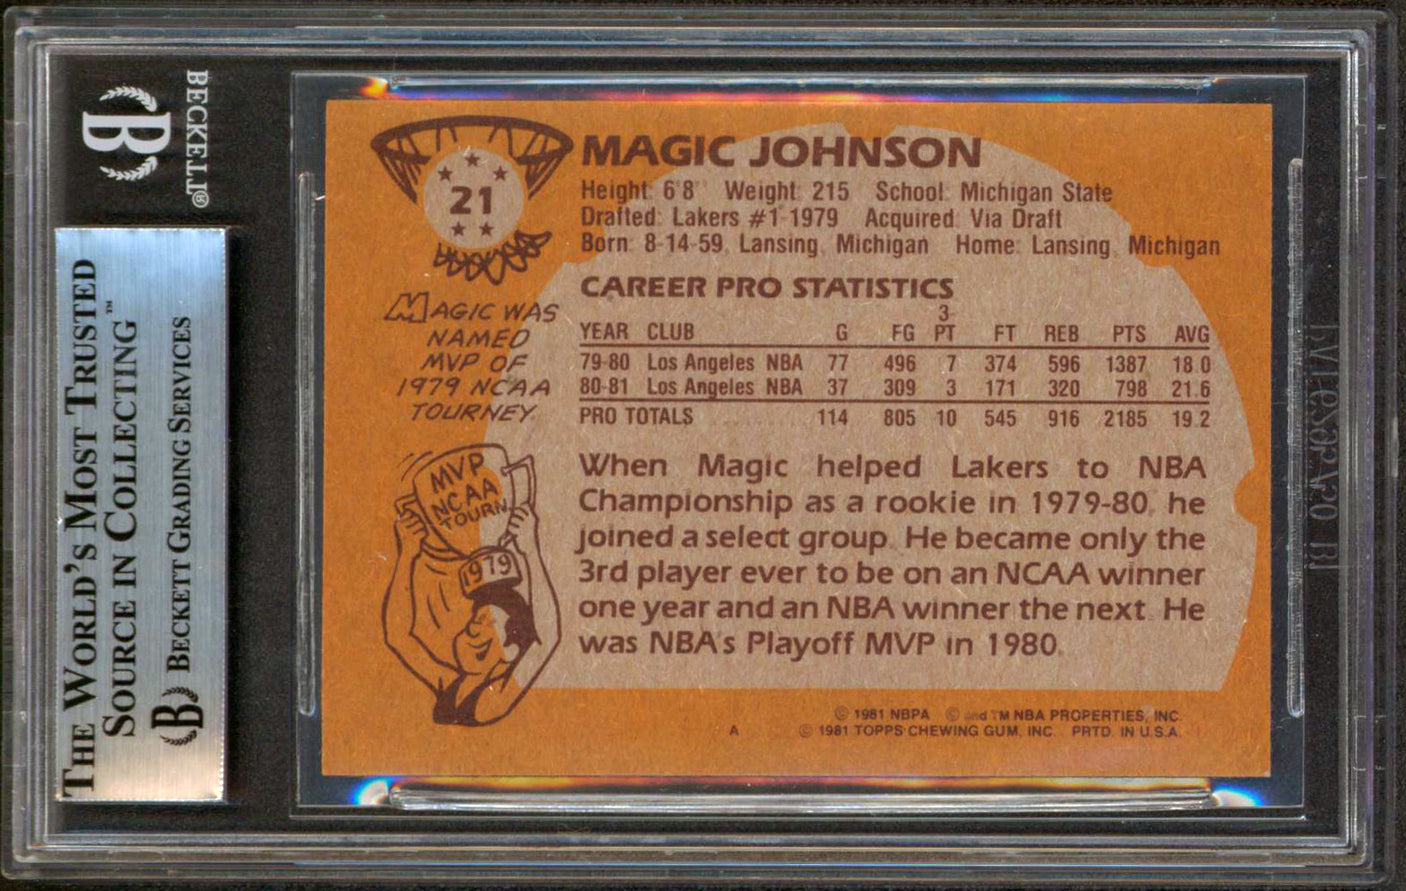 BECKETT®
B
THE WORLD'S MOST TRUSTED
SOURCE IN COLLECTING™
BECKETT GRADING SERVICES
B
21
MAGIC JOHNSON
Height: 6'8" Weight: 215 School: Michigan State
Drafted: Lakers #1-1979 Acquired: Via Draft
Born: 8-14-59, Lansing, Michigan Home: Lansing, Michigan
MAGIC WAS
NAMED
MVP OF
1979 NCAA
TOURNEY.
MVP
NCAA
TOURN
1979
CAREER PRO STATISTICS
YEAR CLUB G FG 3-PT FT REB PTS AVG
79-80 Los Angeles NBA 77 496 7 374 596 1387 18.0
80-81 Los Angeles NBA 37 309 3 171 320 798 21.6
PRO TOTALS 114 805 10 545 916 2185 19.2
When Magic helped Lakers to NBA
Championship as a rookie in 1979-80, he
joined a select group. He became only the
3rd player ever to be on an NCAA winner
one year and an NBA winner the next. He
was NBA's Playoff MVP in 1980.
© 1981 NBPA © and TM NBA PROPERTIES, INC.
A © 1981 TOPPS CHEWING GUM, INC. PRTD. IN U.S.A.